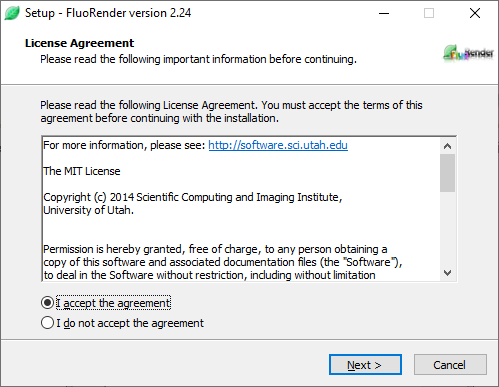 Setup - FluoRender version 2.24
License Agreement
Please read the following important information before continuing.
FluoRender
Please read the following License Agreement. You must accept the terms of this
agreement before continuing with the installation.
For more information, please see: http://software.sci.utah.edu
The MIT License
Copyright (c) 2014 Scientific Computing and Imaging Institute,
University of Utah.
Permission is hereby granted, free of charge, to any person obtaining a
copy of this software and associated documentation files (the "Software"),
to deal in the Software without restriction, including without limitation
I accept the agreement
I do not accept the agreement
Next >
Cancel